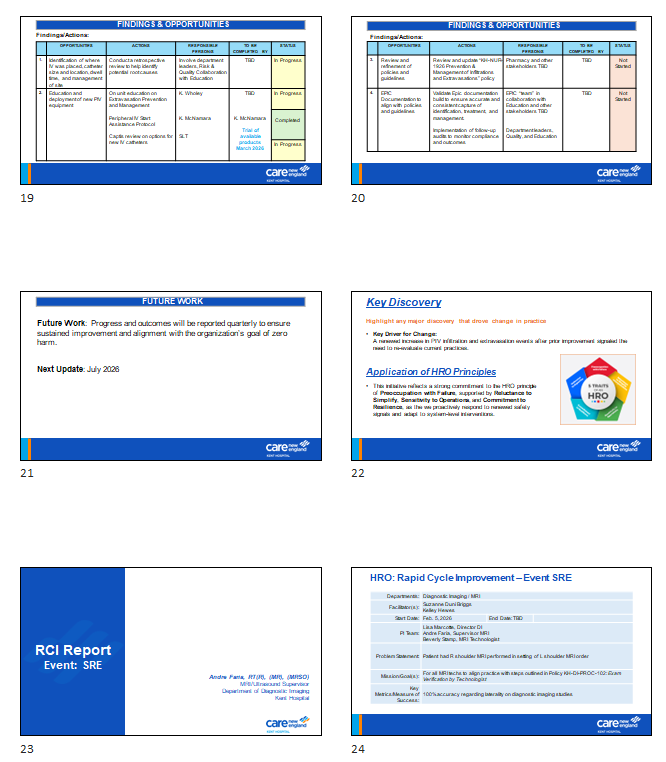 FINDINGS & OPPORTUNITIES
Findings/Actions:
OPPORTUNITIES ACTIONS RESPONSIBLE PERSONS TO BE COMPLETED BY STATUS
1. Identification of where IV was placed, catheter size and location, dwell time, and management of site
Conduct a retrospective review to help identify potential root causes
Involve department leaders, Risk & Quality Collaboration with Education
TBD
In Progress
2. Education and deployment of new PIV equipment
On unit education on Extravasation Prevention and Management
K. Wholey
TBD
In Progress
Peripheral IV Start Assistance Protocol
K. McNamara
K. McNamara
Completed
Captis review on options for new IV catheters
SLT
Trial of available products March 2026
In Progress
care new england
KENT HOSPITAL
19
FINDINGS & OPPORTUNITIES
Findings/Actions:
OPPORTUNITIES ACTIONS RESPONSIBLE PERSONS TO BE COMPLETED BY STATUS
3. Review and refinement of policies and guidelines
Review and update "KH-NUR-1926 Prevention & Management of Infiltrations and Extravasations" policy
Pharmacy and other stakeholders TBD
TBD
Not Started
4. EPIC Documentation to align with policies and guidelines
Validate Epic documentation build to ensure accurate and consistent capture of identification, treatment, and management
EPIC "team" in collaboration with Education and other stakeholders TBD
TBD
Not Started
Implementation of follow-up audits to monitor compliance and outcomes
Department leaders, Quality, and Education
care new england
KENT HOSPITAL
20
FUTURE WORK
Future Work: Progress and outcomes will be reported quarterly to ensure
sustained improvement and alignment with the organization's goal of zero
harm.
Next Update: July 2026
care new england
KENT HOSPITAL
21
Key Discovery
Highlight any major discovery that drove change in practice
• Key Driver for Change:
A renewed increase in PIV infiltration and extravasation events after prior improvement signaled the
need to re-evaluate current practices.
Application of HRO Principles
• This initiative reflects a strong commitment to the HRO principle
of Preoccupation with Failure, supported by Reluctance to
Simplify, Sensitivity to Operations, and Commitment to
Resilience, as the we proactively respond to renewed safety
signals and adapt to system-level interventions.
5 TRAITS
HRO
care new england
KENT HOSPITAL
22
RCI Report
Event: SRE
Andre Faria, RT(R), (MR), (MRSO)
MRI/Ultrasound Supervisor
Department of Diagnostic Imaging
Kent Hospital
care new england
KENT HOSPITAL
23
HRO: Rapid Cycle Improvement – Event SRE
Departments: Diagnostic Imaging / MRI
Facilitator(s): Suzanne Duni Briggs
Kelley Hewes
Start Date: Feb. 5, 2026 End Date: TBD
PI Team: Lisa Marcotte, Director DI
Andre Faria, Supervisor MRI
Beverly Stamp, MRI Technologist
Problem Statement: Patient had R shoulder MRI performed in setting of L shoulder MRI order
Mission/Goal(s): For all MRI techs to align practice with steps outlined in Policy KH-DI-PROC-102: Exam
Verification by Technologist
Key Metrics/Measure of Success: 100% accuracy regarding laterality on diagnostic imaging studies
care new england
KENT HOSPITAL
24